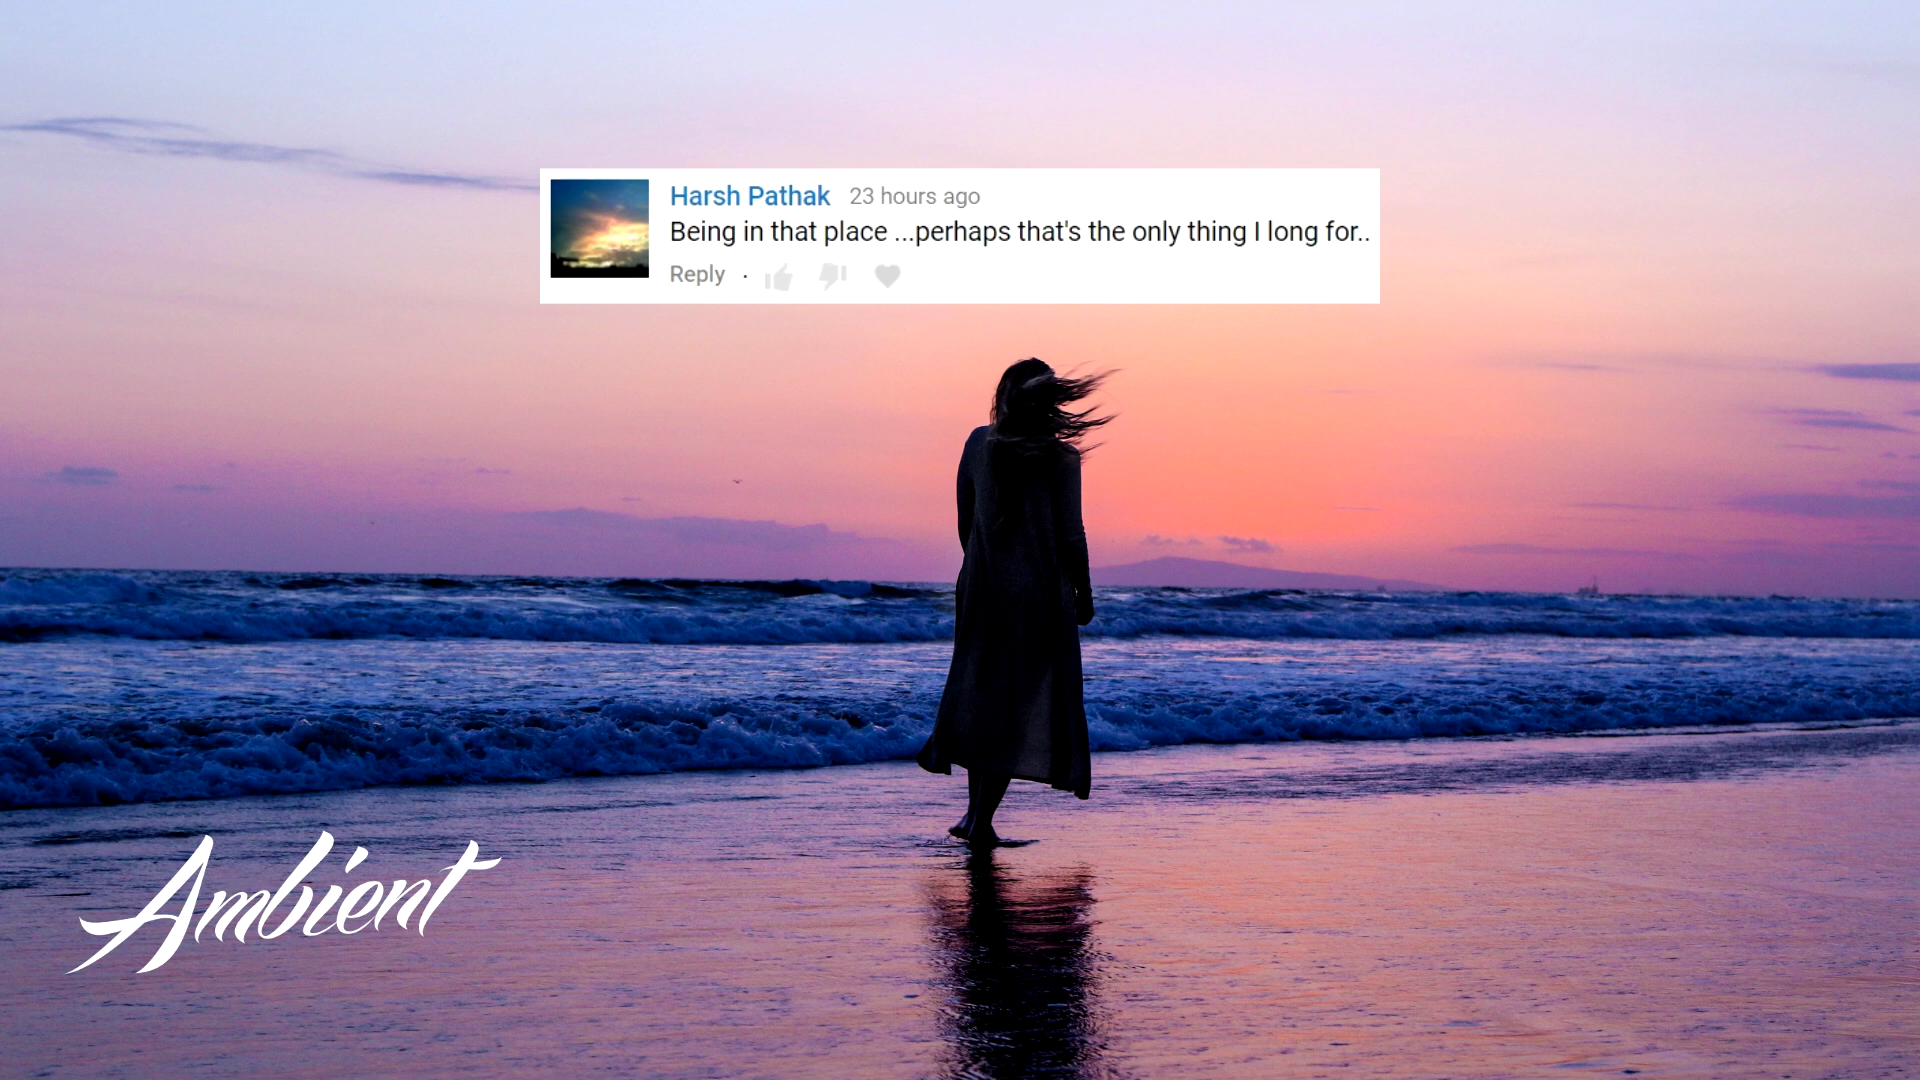 Harsh Pathak 23 hours ago
Being in that place ...perhaps that's the only thing I long for..
Reply ·
Ambient